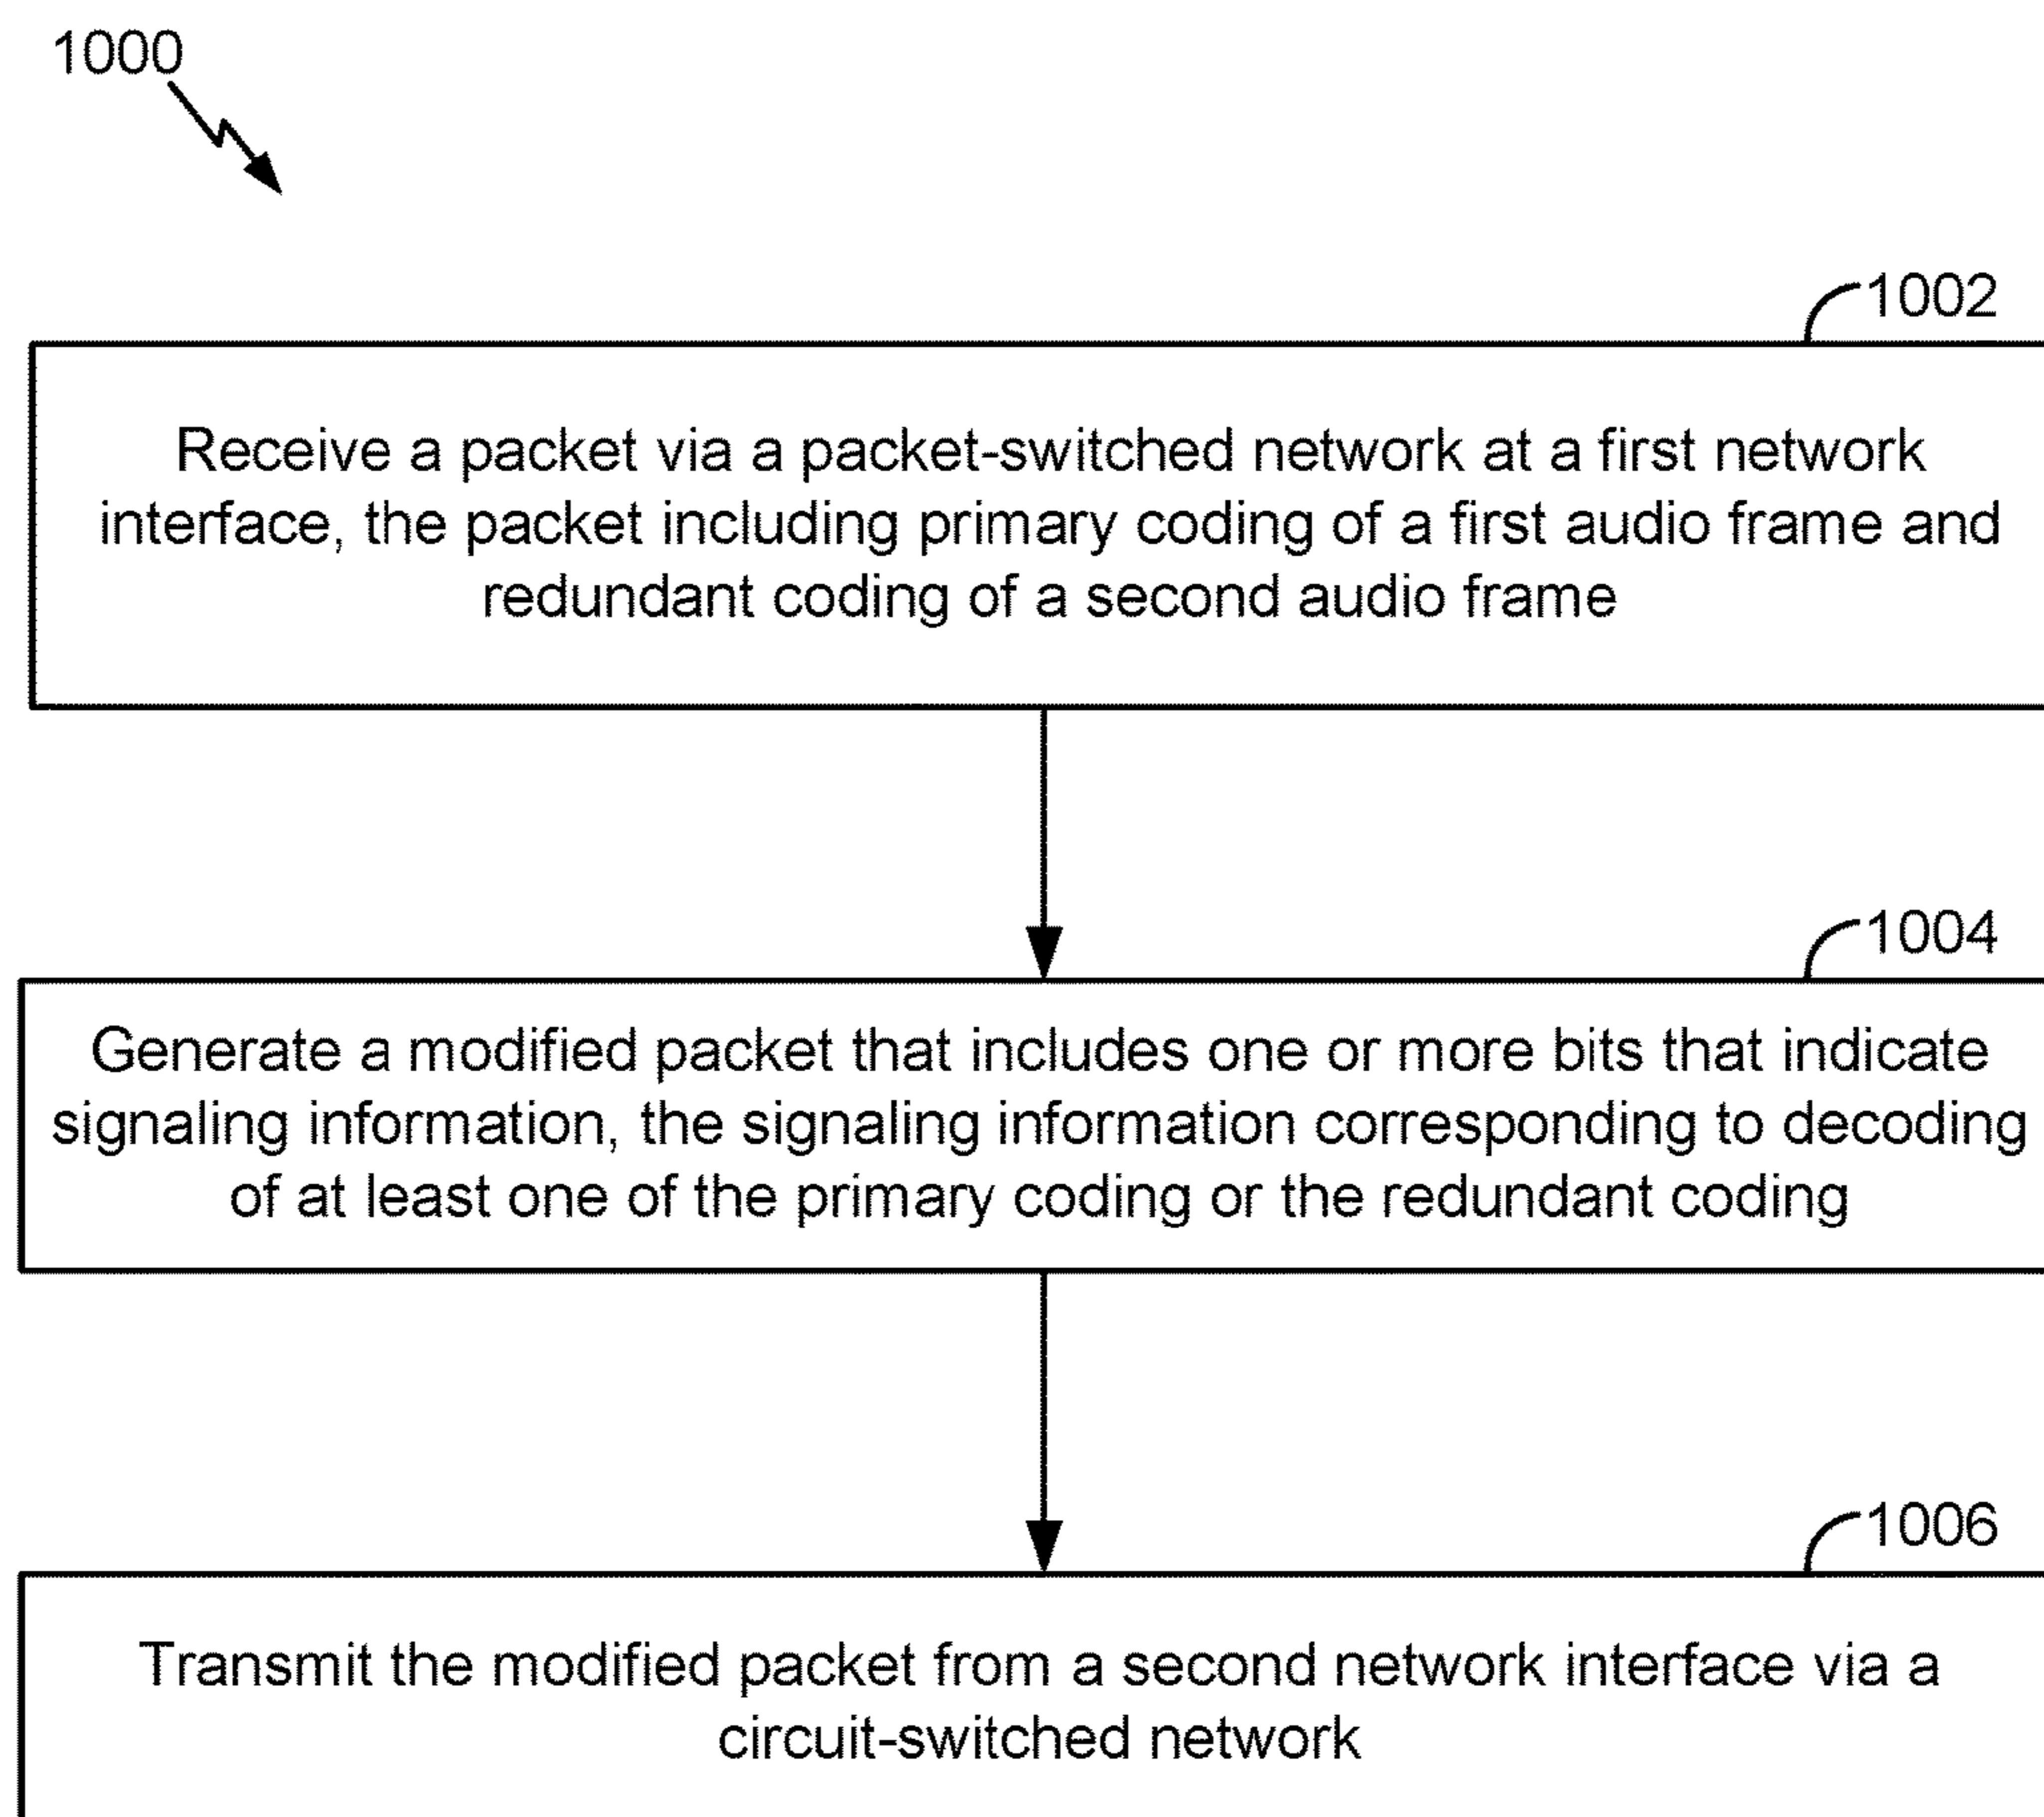 1000
1002
Receive a packet via a packet-switched network at a first network
interface, the packet including primary coding of a first audio frame and
redundant coding of a second audio frame
1004
Generate a modified packet that includes one or more bits that indicate
signaling information, the signaling information corresponding to decoding
of at least one of the primary coding or the redundant coding
1006
Transmit the modified packet from a second network interface via a
circuit-switched network